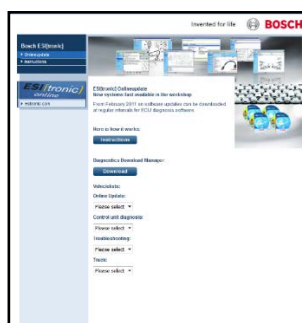 Invented for life
BOSCH
Bosch ESI[tronic]
Onlineupdate
Instructions
ESI[tronic]
online
ESI[tronic] Onlineupdate
New systems fast available in the workshop
From February 2011 on software updates can be downloaded
at regular intervals for ECU diagnosis software.
Here is how it works:
Instructions
Diagnostics Download Manager:
Download
Vehicledata:
Online Update:
Please select
Control unit diagnosis:
Please select
Troubleshooting:
Please select
Truck:
Please select